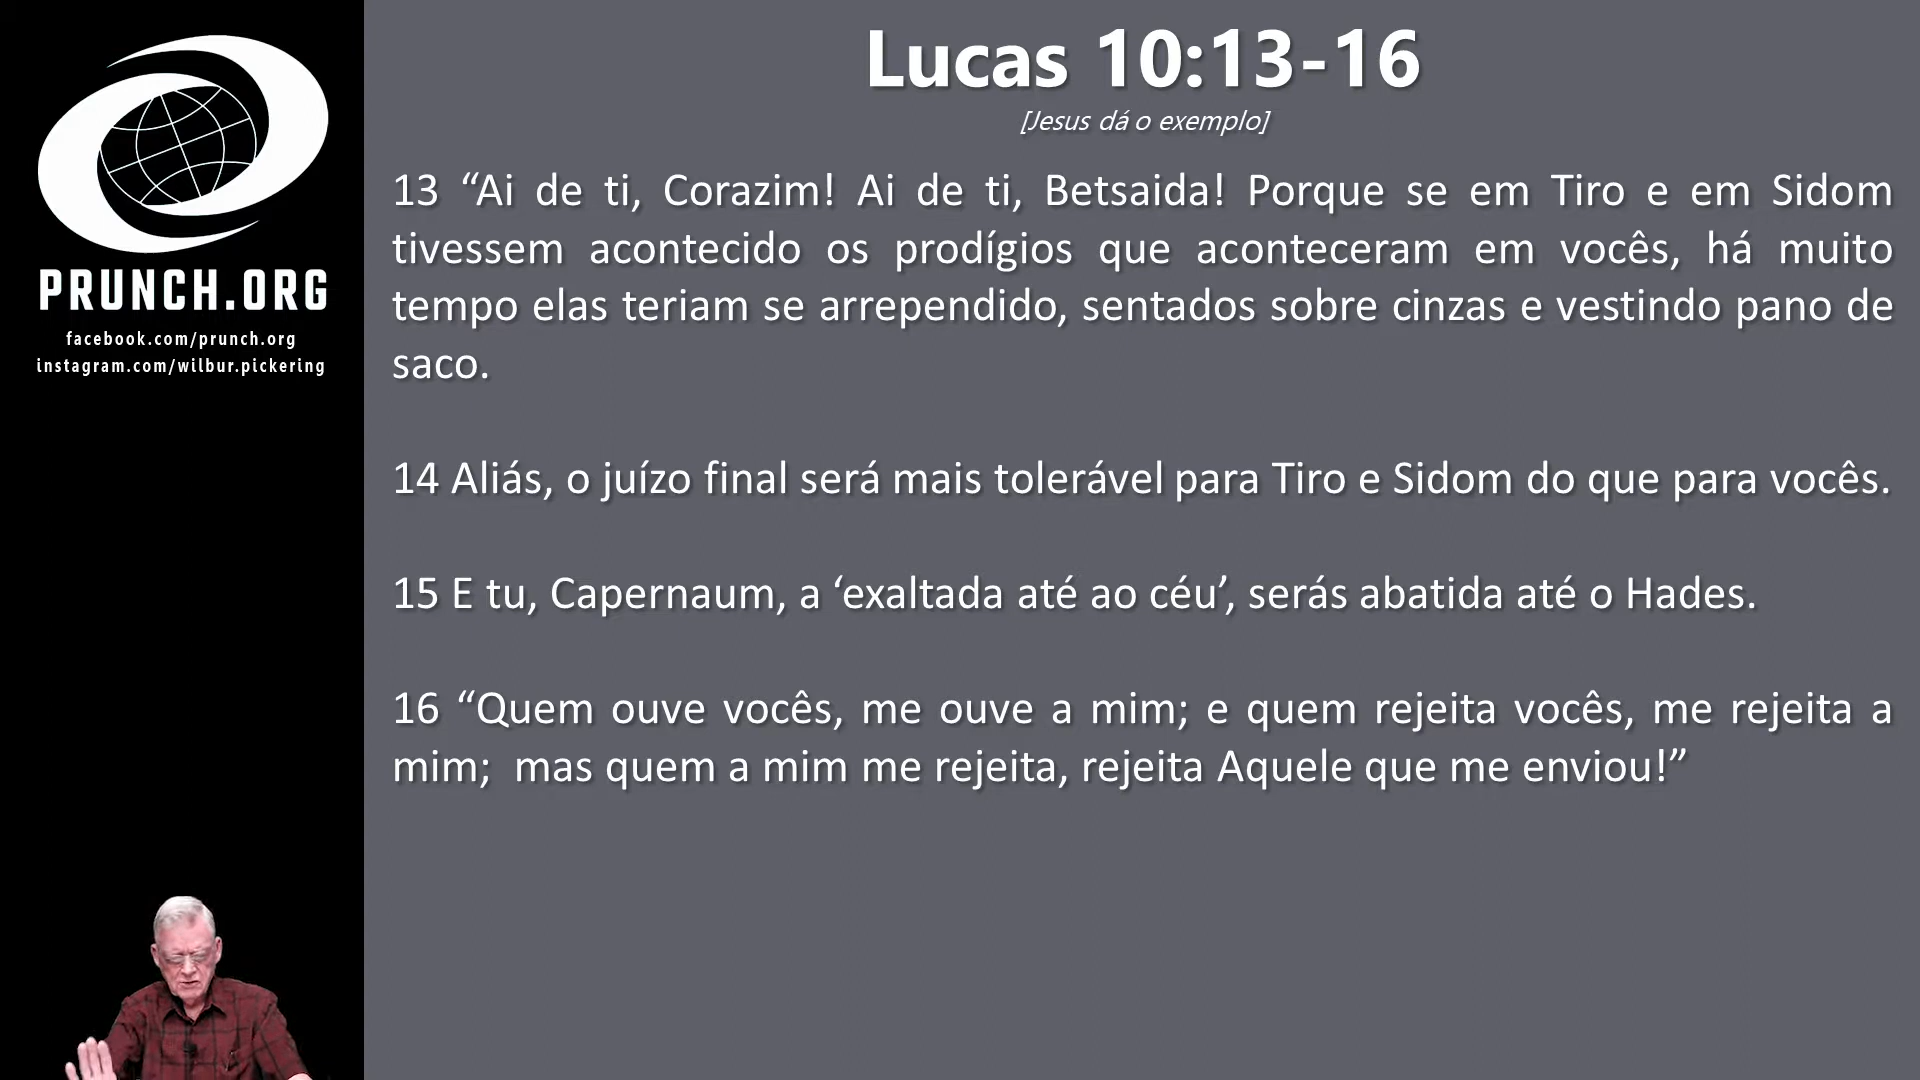 PRUNCH.ORG
facebook.com/prunch.org
instagram.com/wilbur.pickering
Lucas 10:13-16
[Jesus dá o exemplo]
13 “Ai de ti, Corazim! Ai de ti, Betsaida! Porque se em Tiro e em Sidom
tivessem acontecido os prodígios que aconteceram em vocês, há muito
tempo elas teriam se arrependido, sentados sobre cinzas e vestindo pano de
saco.
14 Aliás, o juízo final será mais tolerável para Tiro e Sidom do que para vocês.
15 E tu, Capernaum, a ‘exaltada até ao céu’, serás abatida até o Hades.
16 “Quem ouve vocês, me ouve a mim; e quem rejeita vocês, me rejeita a
mim;  mas quem a mim me rejeita, rejeita Aquele que me enviou!”